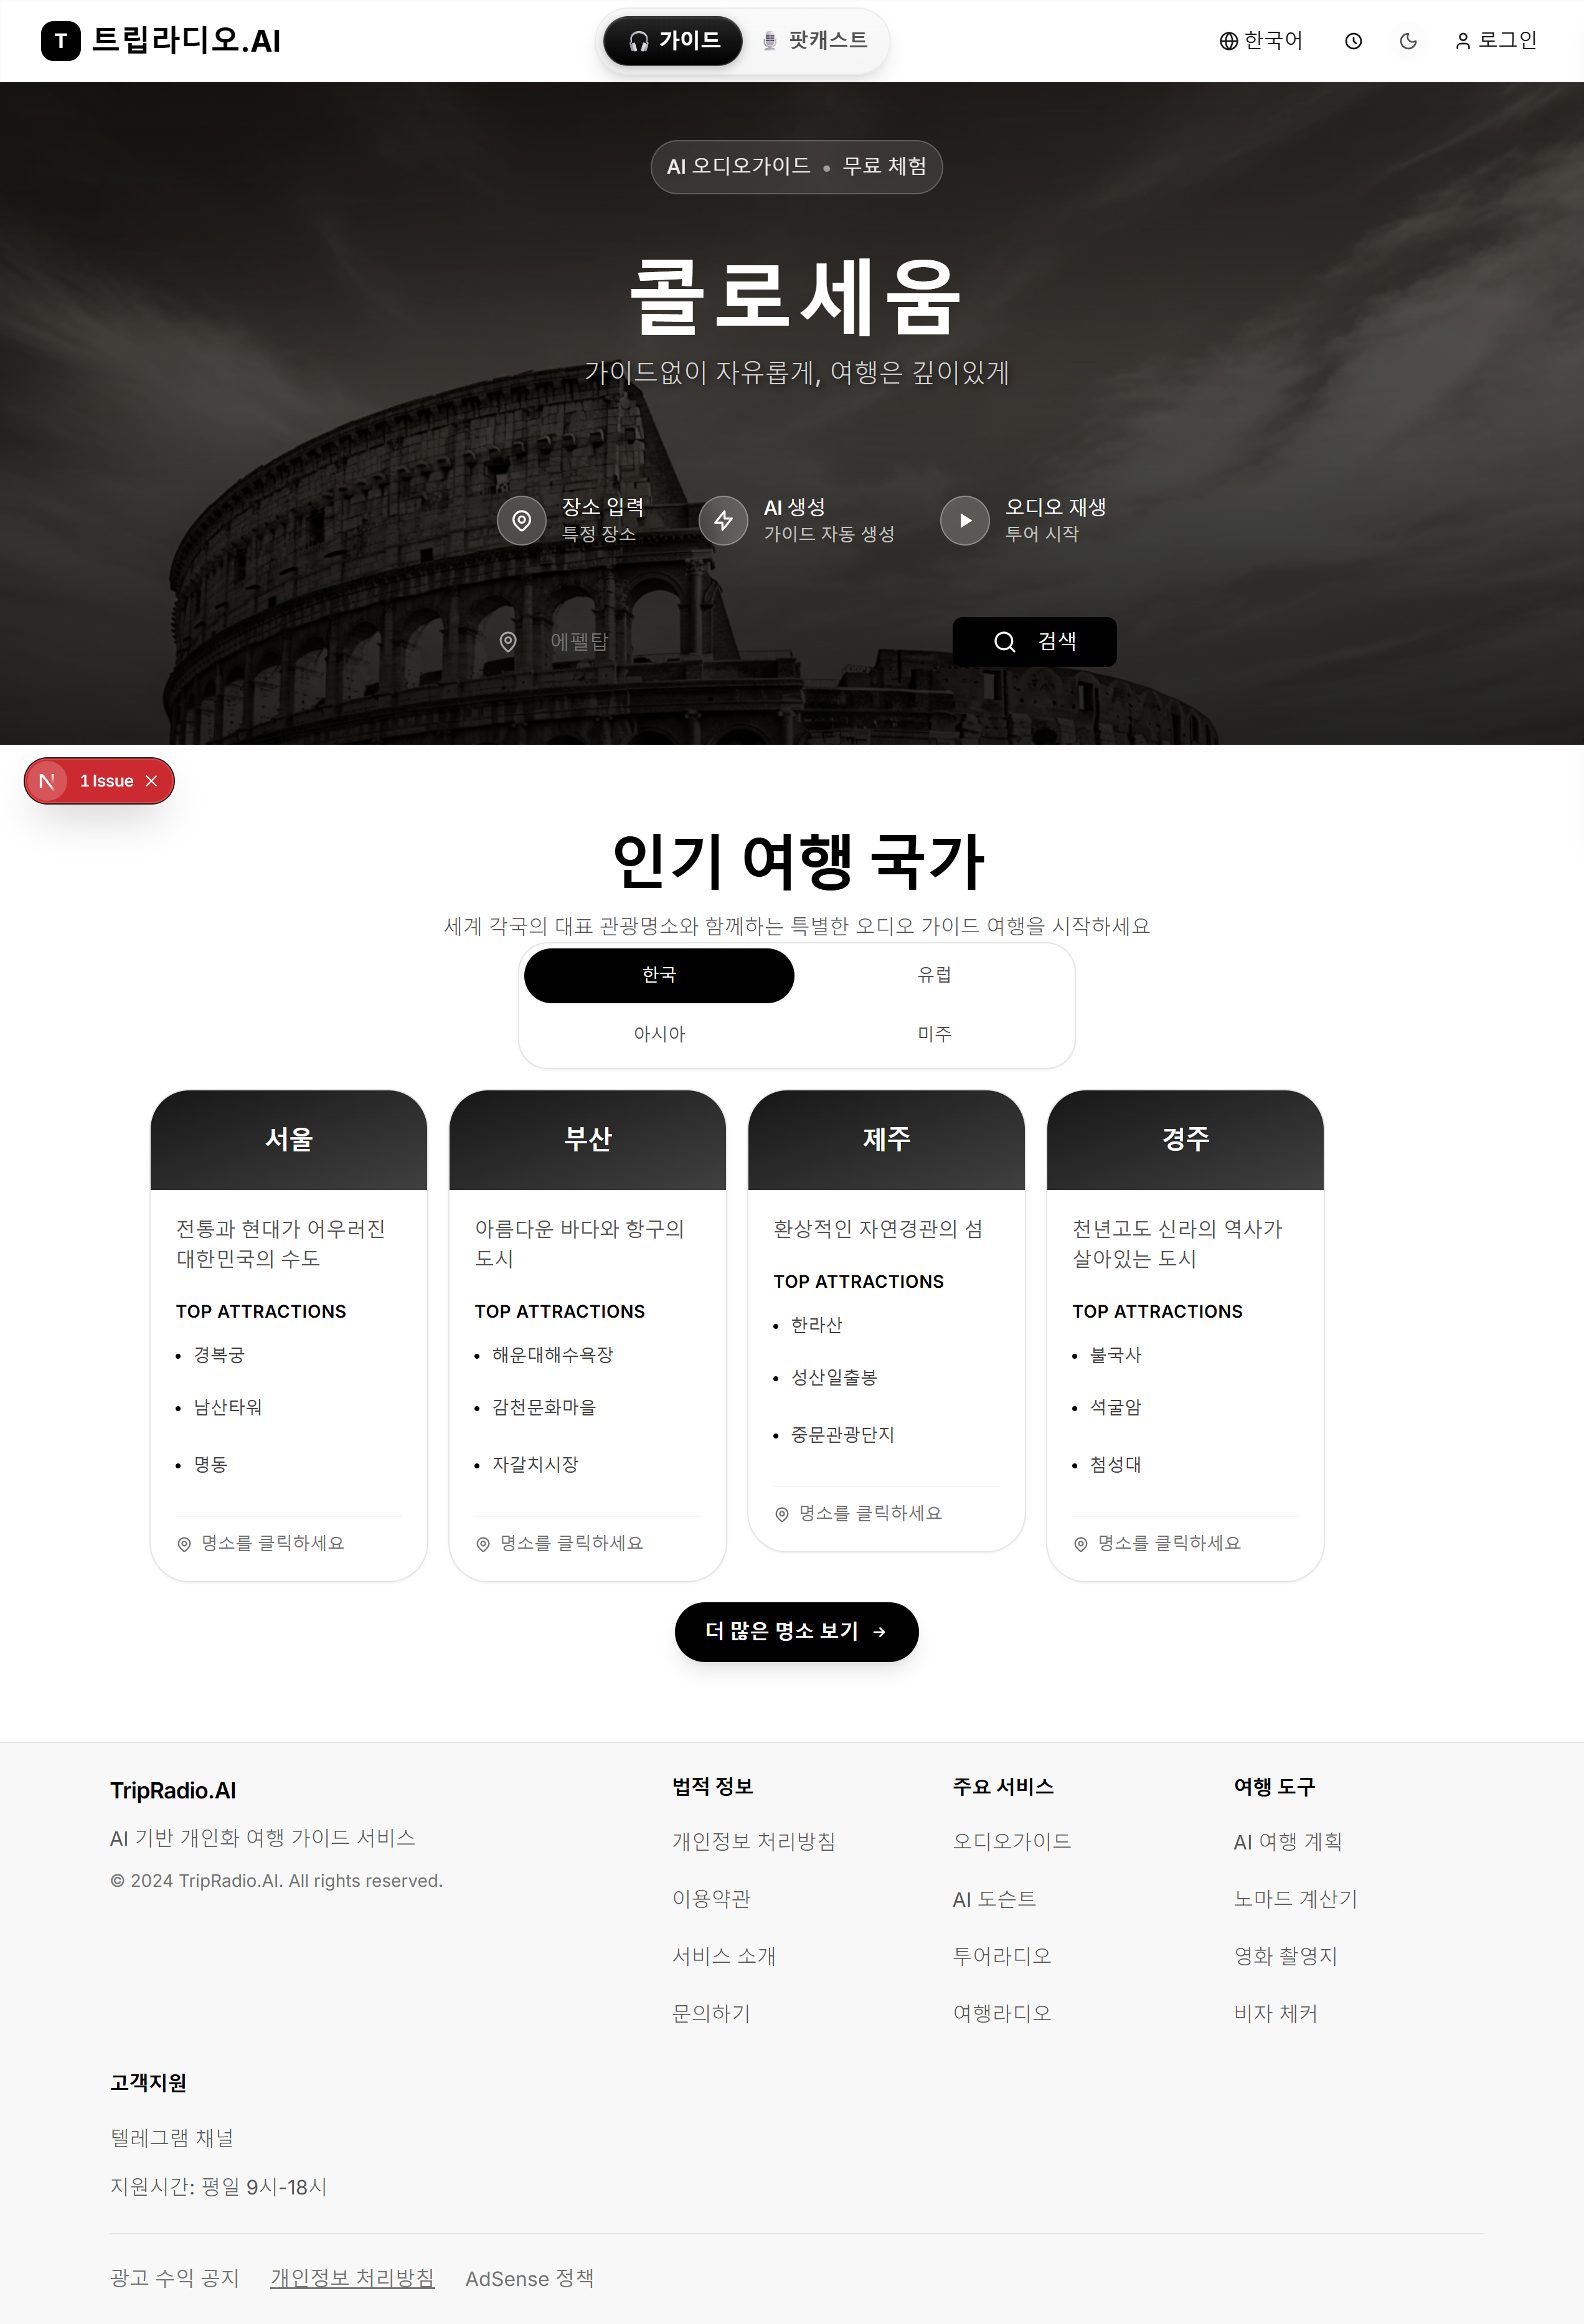 T 트립라디오.AI
가이드 팟캐스트
한국어 로그인
AI 오디오가이드 • 무료 체험
콜로세움
가이드없이 자유롭게, 여행은 깊이있게
장소 입력
특정 장소
AI 생성
가이드 자동 생성
오디오 재생
투어 시작
에펠탑
검색
N 1 Issue
인기 여행 국가
세계 각국의 대표 관광명소와 함께하는 특별한 오디오 가이드 여행을 시작하세요
한국 유럽
아시아 미주
서울
전통과 현대가 어우러진
대한민국의 수도
TOP ATTRACTIONS
• 경복궁
• 남산타워
• 명동
명소를 클릭하세요
부산
아름다운 바다와 항구의
도시
TOP ATTRACTIONS
• 해운대해수욕장
• 감천문화마을
• 자갈치시장
명소를 클릭하세요
제주
환상적인 자연경관의 섬
TOP ATTRACTIONS
• 한라산
• 성산일출봉
• 중문관광단지
명소를 클릭하세요
경주
천년고도 신라의 역사가
살아있는 도시
TOP ATTRACTIONS
• 불국사
• 석굴암
• 첨성대
명소를 클릭하세요
더 많은 명소 보기 →
TripRadio.AI
AI 기반 개인화 여행 가이드 서비스
© 2024 TripRadio.AI. All rights reserved.
법적 정보
개인정보 처리방침
이용약관
서비스 소개
문의하기
주요 서비스
오디오가이드
AI 도슨트
투어라디오
여행라디오
여행 도구
AI 여행 계획
노마드 계산기
영화 촬영지
비자 체커
고객지원
텔레그램 채널
지원시간: 평일 9시-18시
광고 수익 공지 개인정보 처리방침 AdSense 정책